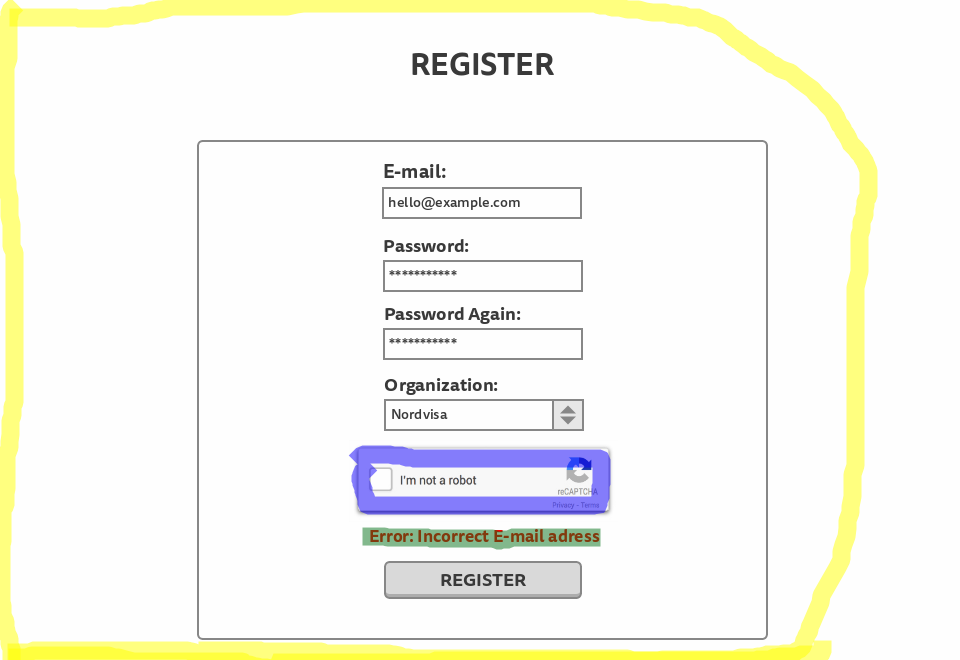 REGISTER
E-mail:
hello@example.com
Password:
***********
Password Again:
***********
Organization:
Nordvisa
I'm not a robot
reCAPTCHA
Privacy - Terms
Error: Incorrect E-mail adress
REGISTER